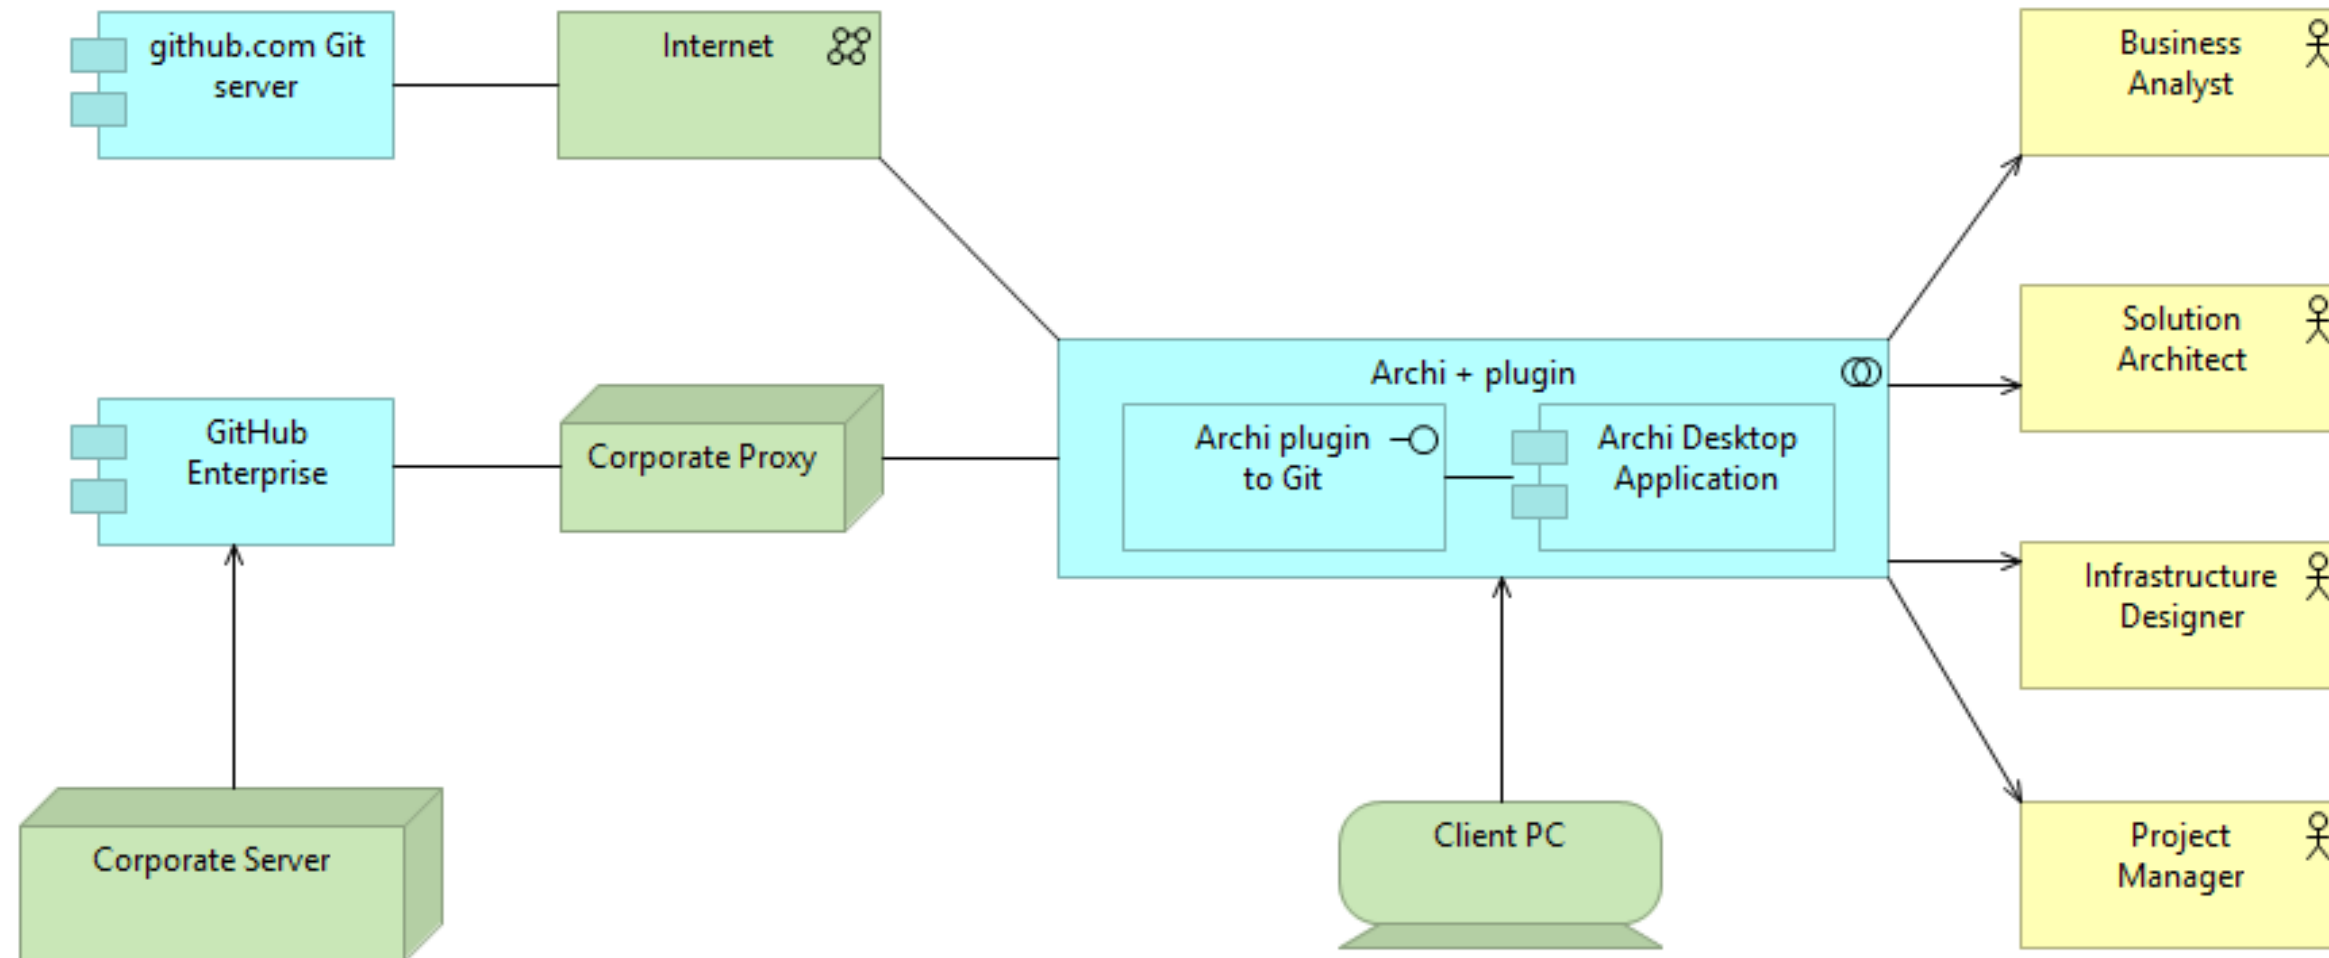 github.com Git
server
Internet
Business
Analyst
Solution
Architect
Archi + plugin
GitHub
Enterprise
Corporate Proxy
Archi plugin
to Git
Archi Desktop
Application
Infrastructure
Designer
Corporate Server
Client PC
Project
Manager